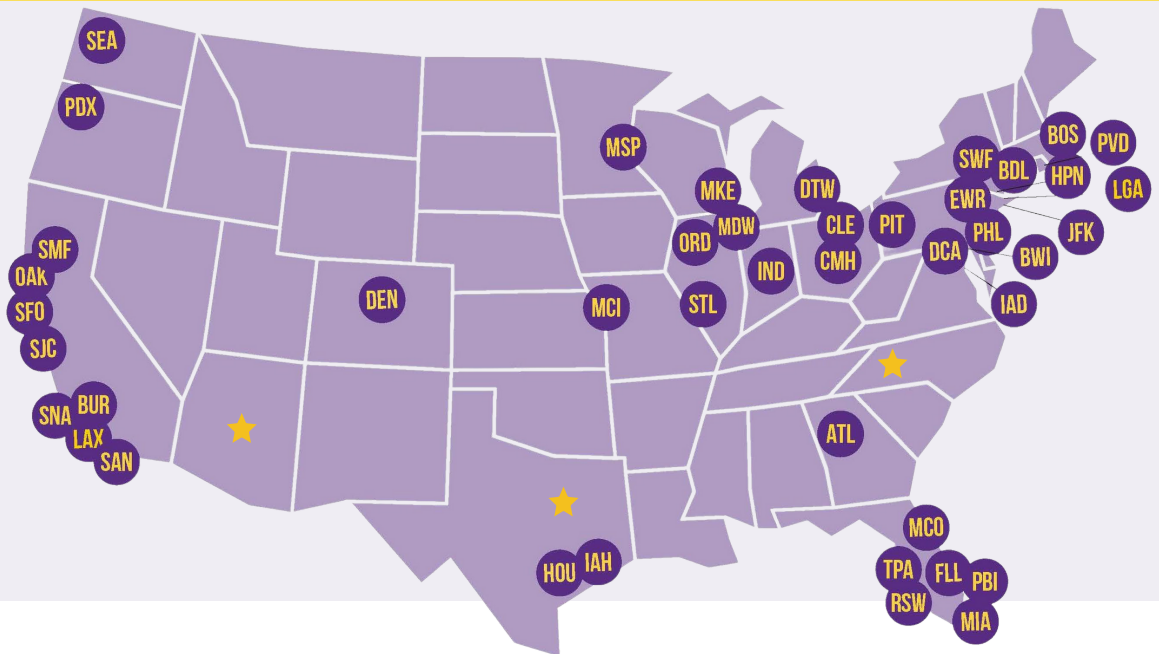 SEA
PDX
MSP
BOS
PVD
SWF
BDL
HPN
MKE
DTW
LGA
EWR
MDW
CLE
PIT
PHL
JFK
ORD
SMF
DCA
BWI
CMH
IND
OAK
DEN
MCI
STL
IAD
SFO
SJC
SNA
BUR
LAX
SAN
ATL
MCO
HOU
IAH
TPA
FLL
PBI
RSW
MIA